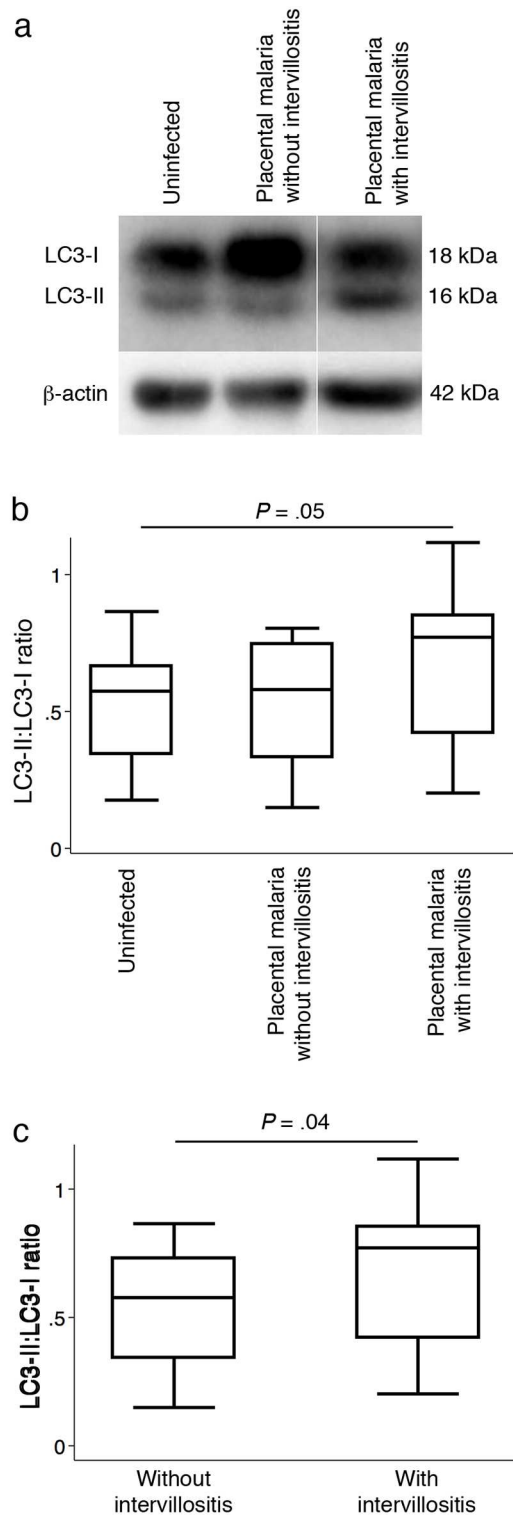 a
Uninfected
Placental malaria
without intervillositis
Placental malaria
with intervillositis
LC3-I
18 kDa
LC3-II
16 kDa
β-actin
42 kDa
b
P = .05
1
.5
0
LC3-II:LC3-I ratio
Uninfected
Placental malaria
without intervillositis
Placental malaria
with intervillositis
c
P = .04
1
.5
0
LC3-II:LC3-I ratio
Without
intervillositis
With
intervillositis